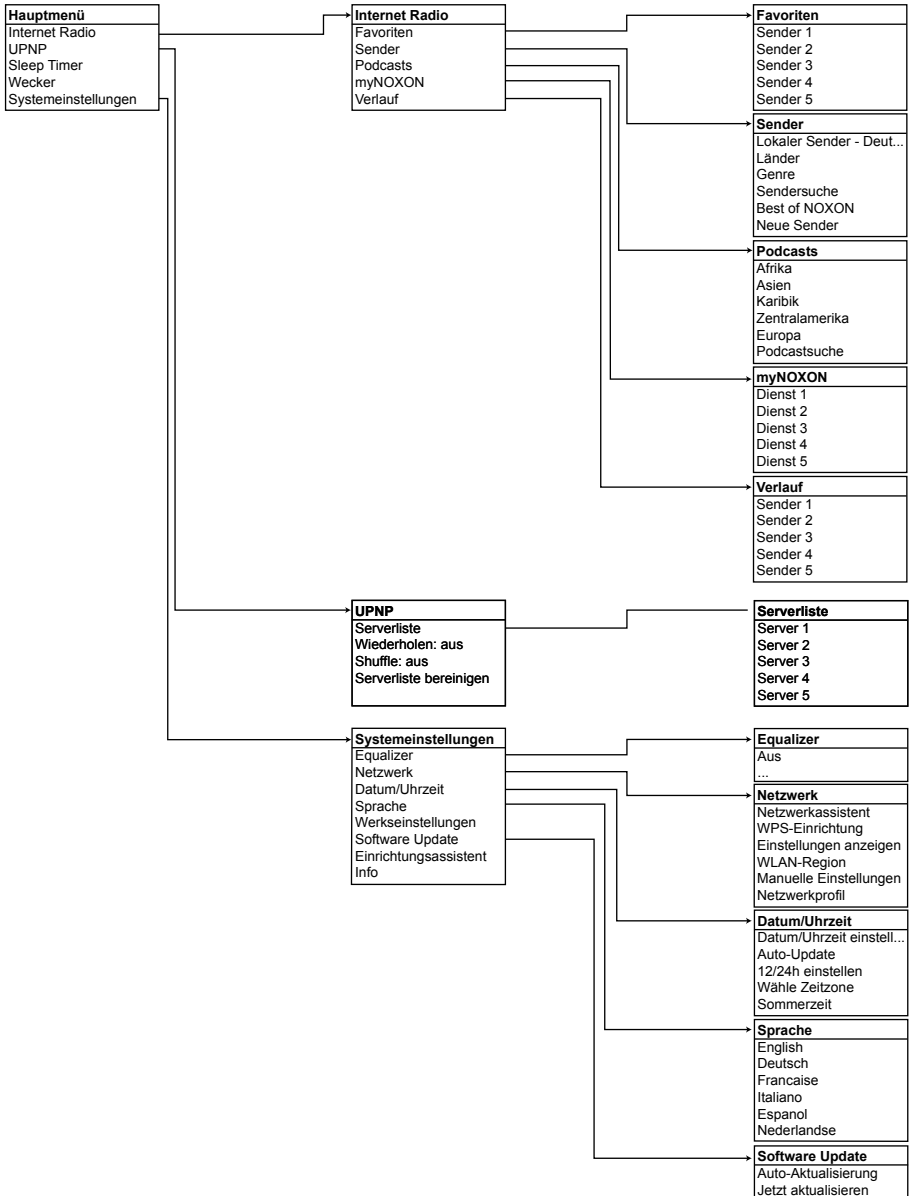 Hauptmenü
Internet Radio
UPNP
Sleep Timer
Wecker
Systemeinstellungen
Internet Radio
Favoriten
Sender
Podcasts
myNOXON
Verlauf
Favoriten
Sender 1
Sender 2
Sender 3
Sender 4
Sender 5
Sender
Lokaler Sender - Deut...
Länder
Genre
Sendersuche
Best of NOXON
Neue Sender
Podcasts
Afrika
Asien
Karibik
Zentralamerika
Europa
Podcastsuche
myNOXON
Dienst 1
Dienst 2
Dienst 3
Dienst 4
Dienst 5
Verlauf
Sender 1
Sender 2
Sender 3
Sender 4
Sender 5
UPNP
Serverliste
Wiederholen: aus
Shuffle: aus
Serverliste bereinigen
Serverliste
Server 1
Server 2
Server 3
Server 4
Server 5
Systemeinstellungen
Equalizer
Netzwerk
Datum/Uhrzeit
Sprache
Werkseinstellungen
Software Update
Einrichtungsassistent
Info
Equalizer
Aus
...
Netzwerk
Netzwerkassistent
WPS-Einrichtung
Einstellungen anzeigen
WLAN-Region
Manuelle Einstellungen
Netzwerkprofil
Datum/Uhrzeit
Datum/Uhrzeit einstell...
Auto-Update
12/24h einstellen
Wähle Zeitzone
Sommerzeit
Sprache
English
Deutsch
Francaise
Italiano
Espanol
Nederlandse
Software Update
Auto-Aktualisierung
Jetzt aktualisieren